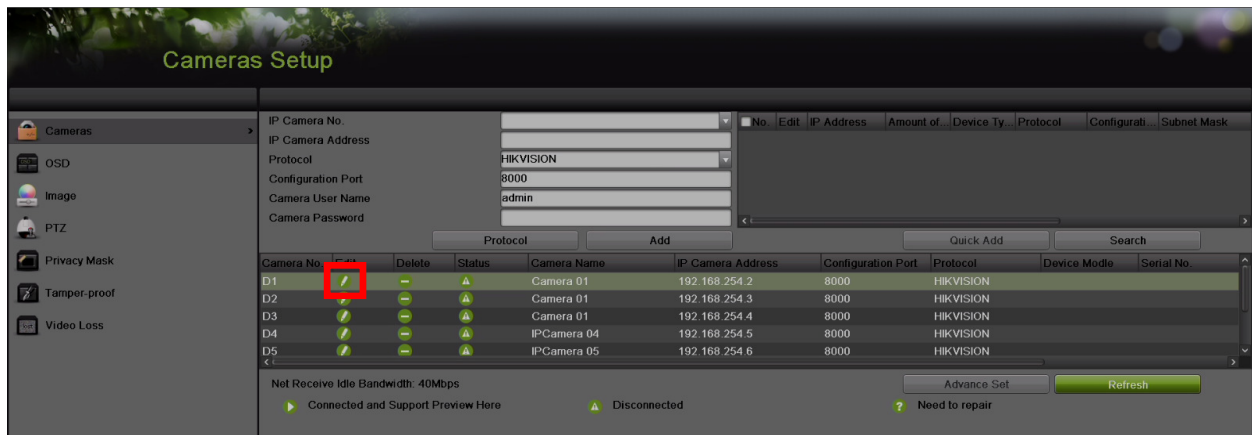 Cameras Setup
Cameras
OSD
Image
PTZ
Privacy Mask
Tamper-proof
Video Loss
IP Camera No.
IP Camera Address
Protocol HIKVISION
Configuration Port 8000
Camera User Name admin
Camera Password
No. Edit IP Address Amount of... Device Ty... Protocol Configurati... Subnet Mask
Protocol Add Quick Add Search
Camera No. Edit Delete Status Camera Name IP Camera Address Configuration Port Protocol Device Modle Serial No.
D1 Camera 01 192.168.254.2 8000 HIKVISION
D2 Camera 01 192.168.254.3 8000 HIKVISION
D3 Camera 01 192.168.254.4 8000 HIKVISION
D4 IPCamera 04 192.168.254.5 8000 HIKVISION
D5 IPCamera 05 192.168.254.6 8000 HIKVISION
Net Receive Idle Bandwidth: 40Mbps Advance Set Refresh
Connected and Support Preview Here Disconnected Need to repair